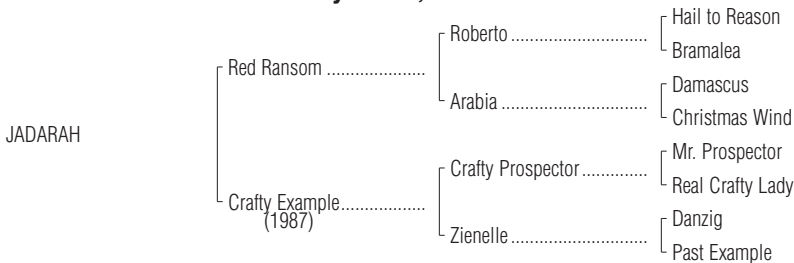 Hail to Reason
Roberto ..............................
Bramalea
Red Ransom .....................
Damascus
Arabia ................................
Christmas Wind
JADARAH
Mr. Prospector
Crafty Prospector ..............
Real Crafty Lady
Crafty Example ..................
(1987)
Danzig
Zienelle ..............................
Past Example